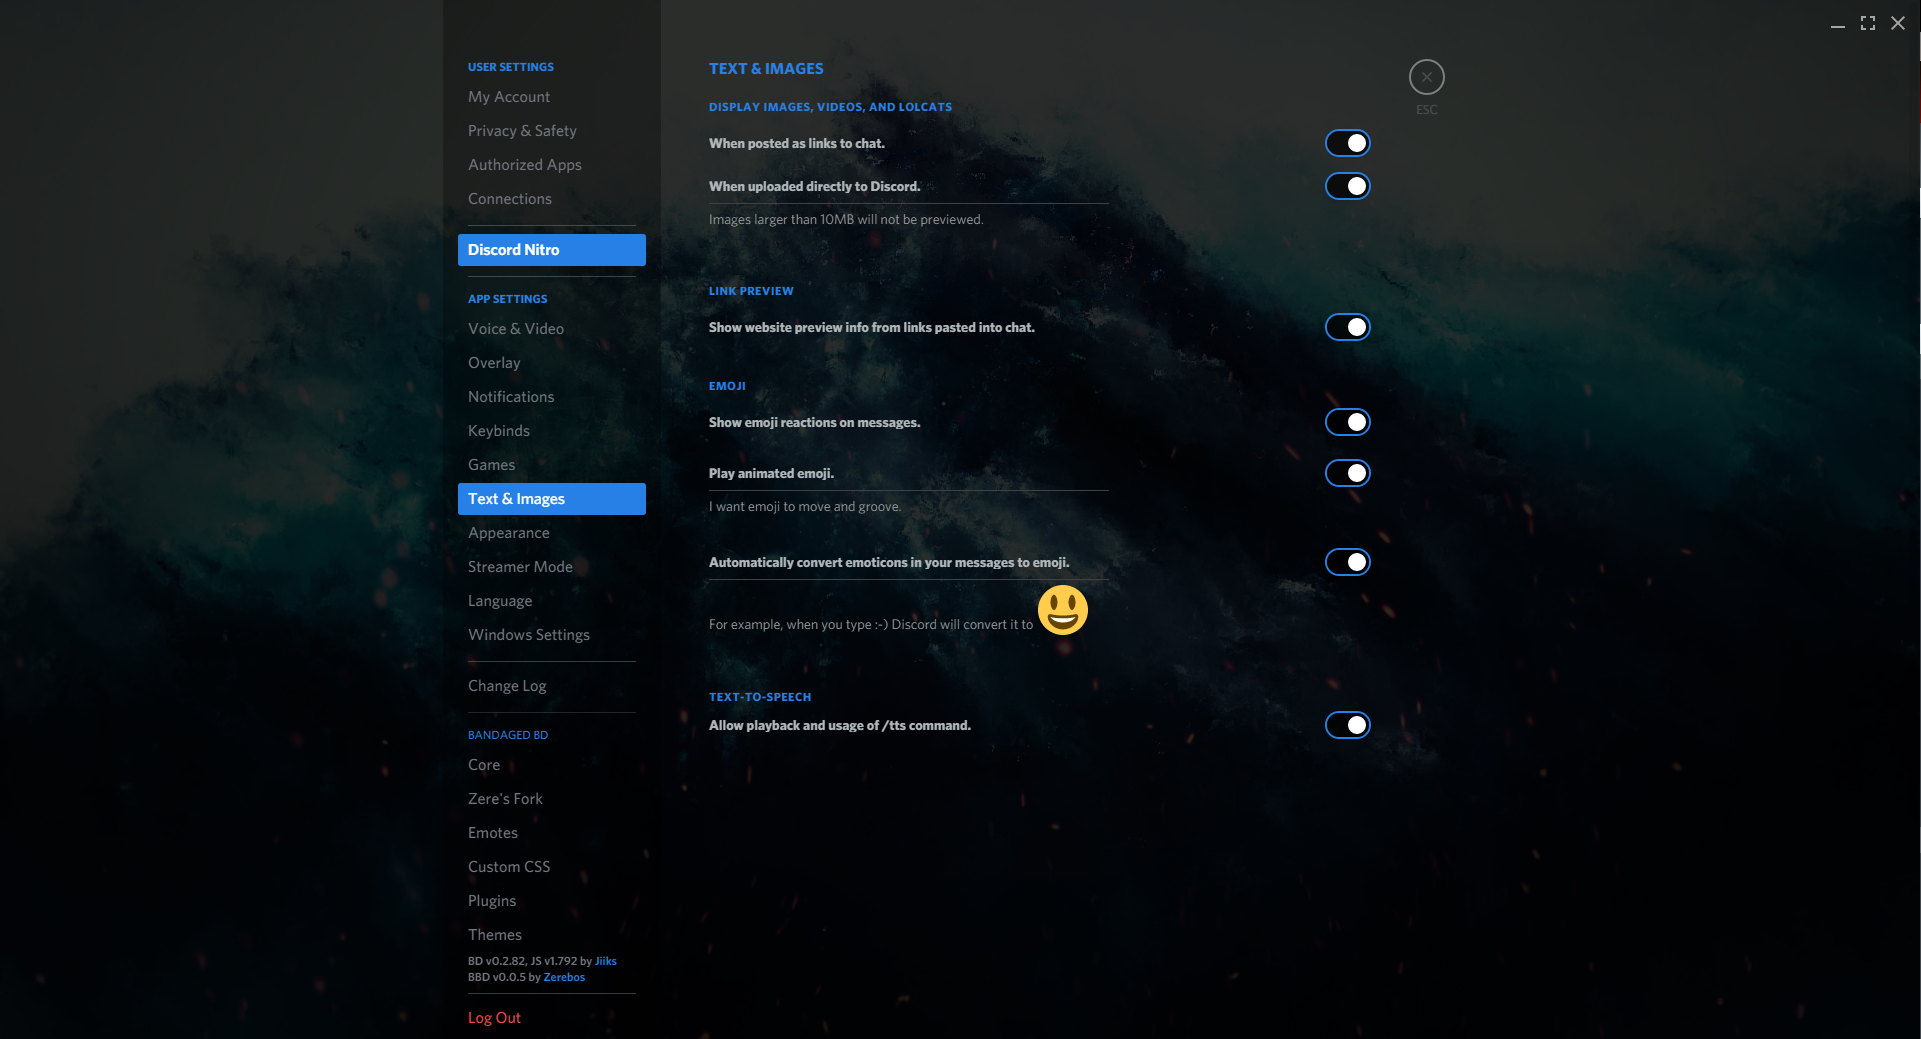 USER SETTINGS
My Account
Privacy & Safety
Authorized Apps
Connections
Discord Nitro
APP SETTINGS
Voice & Video
Overlay
Notifications
Keybinds
Games
Text & Images
Appearance
Streamer Mode
Language
Windows Settings
Change Log
BANDAGED BD
Core
Zere's Fork
Emotes
Custom CSS
Plugins
Themes
BD v0.2.82, JS v1.792 by Jiiks
BBD v0.0.5 by Zerebos
Log Out
TEXT & IMAGES
DISPLAY IMAGES, VIDEOS, AND LOLCATS
When posted as links to chat.
When uploaded directly to Discord.
Images larger than 10MB will not be previewed.
LINK PREVIEW
Show website preview info from links pasted into chat.
EMOJI
Show emoji reactions on messages.
Play animated emoji.
I want emoji to move and groove.
Automatically convert emoticons in your messages to emoji.
For example, when you type :-) Discord will convert it to
TEXT-TO-SPEECH
Allow playback and usage of /tts command.
ESC